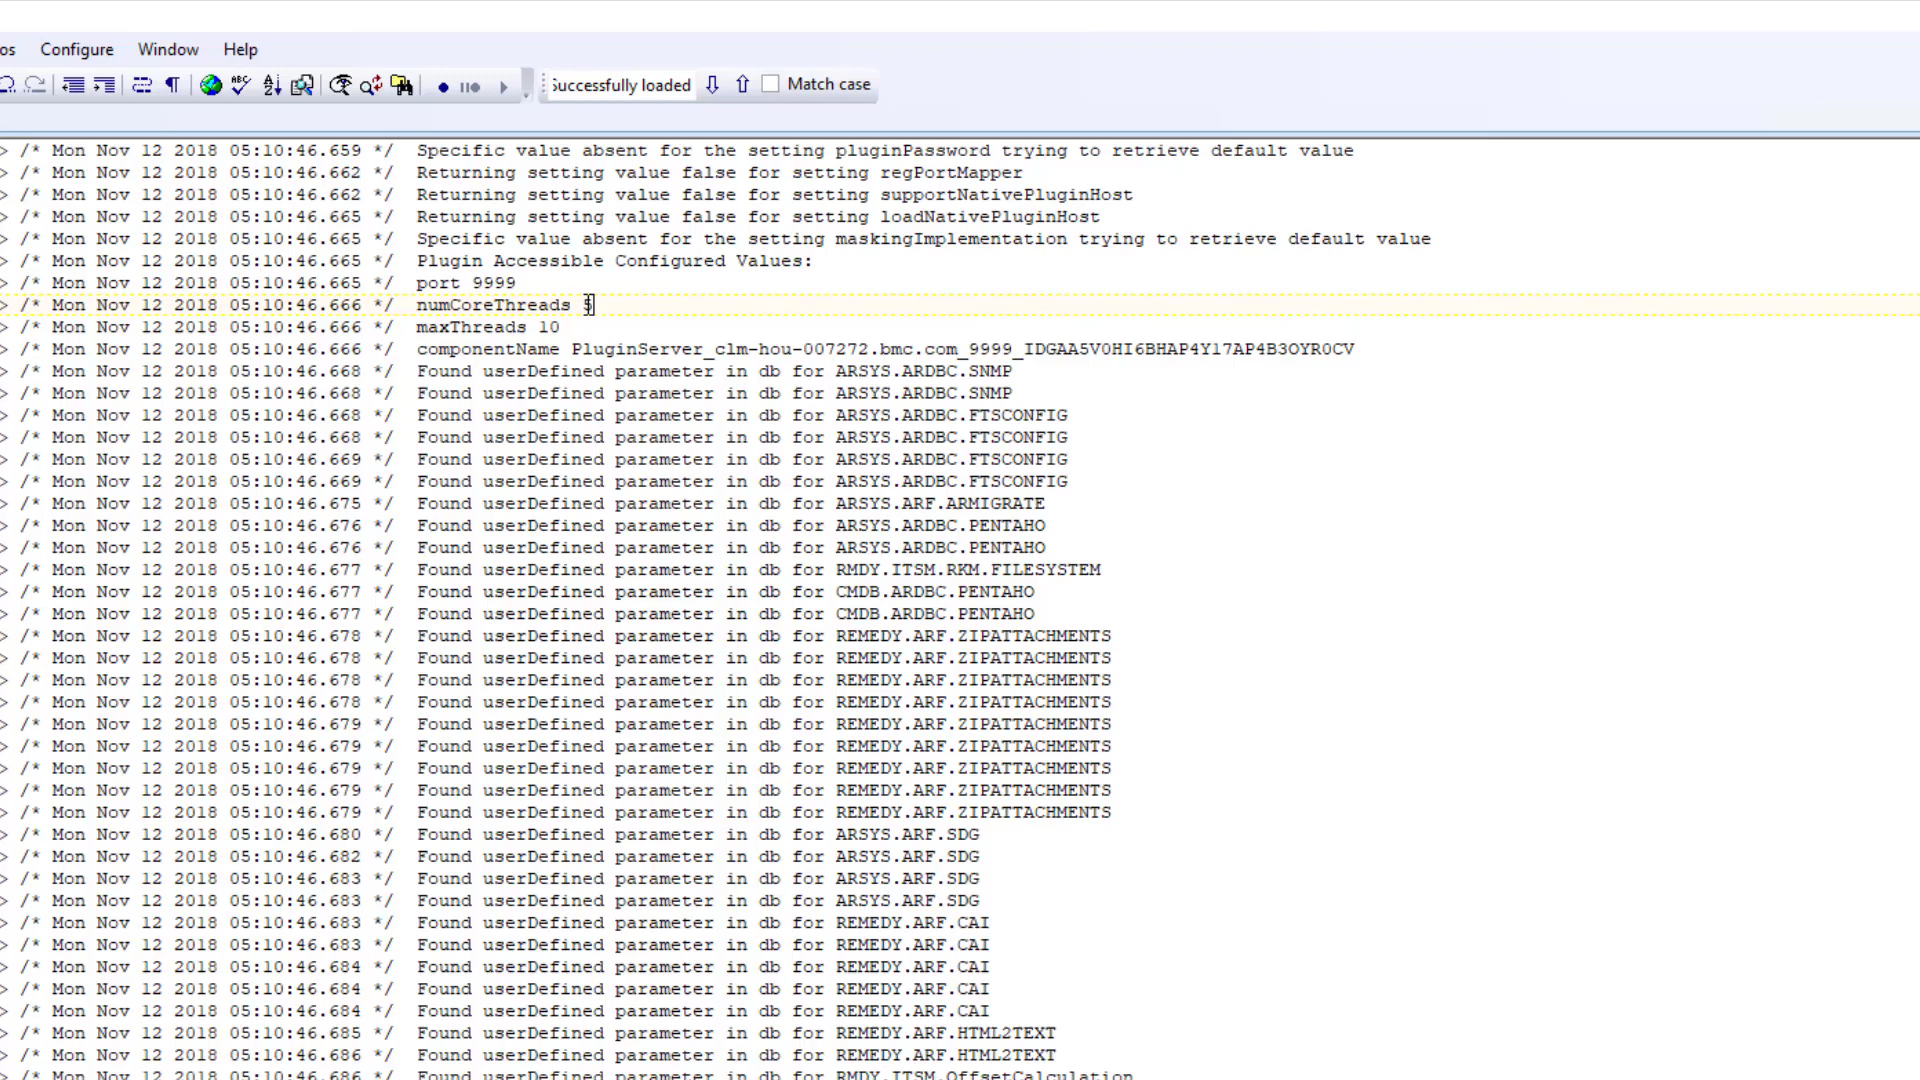 os Configure Window Help
Successfully loaded Match case
> /* Mon Nov 12 2018 05:10:46.659 */ Specific value absent for the setting pluginPassword trying to retrieve default value
> /* Mon Nov 12 2018 05:10:46.662 */ Returning setting value false for setting regPortMapper
> /* Mon Nov 12 2018 05:10:46.662 */ Returning setting value false for setting supportNativePluginHost
> /* Mon Nov 12 2018 05:10:46.665 */ Returning setting value false for setting loadNativePluginHost
> /* Mon Nov 12 2018 05:10:46.665 */ Specific value absent for the setting maskingImplementation trying to retrieve default value
> /* Mon Nov 12 2018 05:10:46.665 */ Plugin Accessible Configured Values:
> /* Mon Nov 12 2018 05:10:46.665 */ port 9999
> /* Mon Nov 12 2018 05:10:46.666 */ numCoreThreads 5
> /* Mon Nov 12 2018 05:10:46.666 */ maxThreads 10
> /* Mon Nov 12 2018 05:10:46.666 */ componentName PluginServer_clm-hou-007272.bmc.com_9999_IDGAA5V0HI6BHAP4Y17AP4B3OYR0CV
> /* Mon Nov 12 2018 05:10:46.668 */ Found userDefined parameter in db for ARSYS.ARDBC.SNMP
> /* Mon Nov 12 2018 05:10:46.668 */ Found userDefined parameter in db for ARSYS.ARDBC.SNMP
> /* Mon Nov 12 2018 05:10:46.668 */ Found userDefined parameter in db for ARSYS.ARDBC.FTSCONFIG
> /* Mon Nov 12 2018 05:10:46.668 */ Found userDefined parameter in db for ARSYS.ARDBC.FTSCONFIG
> /* Mon Nov 12 2018 05:10:46.669 */ Found userDefined parameter in db for ARSYS.ARDBC.FTSCONFIG
> /* Mon Nov 12 2018 05:10:46.669 */ Found userDefined parameter in db for ARSYS.ARDBC.FTSCONFIG
> /* Mon Nov 12 2018 05:10:46.675 */ Found userDefined parameter in db for ARSYS.ARF.ARMIGRATE
> /* Mon Nov 12 2018 05:10:46.676 */ Found userDefined parameter in db for ARSYS.ARDBC.PENTAHO
> /* Mon Nov 12 2018 05:10:46.676 */ Found userDefined parameter in db for ARSYS.ARDBC.PENTAHO
> /* Mon Nov 12 2018 05:10:46.677 */ Found userDefined parameter in db for RMDY.ITSM.RKM.FILESYSTEM
> /* Mon Nov 12 2018 05:10:46.677 */ Found userDefined parameter in db for CMDB.ARDBC.PENTAHO
> /* Mon Nov 12 2018 05:10:46.677 */ Found userDefined parameter in db for CMDB.ARDBC.PENTAHO
> /* Mon Nov 12 2018 05:10:46.678 */ Found userDefined parameter in db for REMEDY.ARF.ZIPATTACHMENTS
> /* Mon Nov 12 2018 05:10:46.678 */ Found userDefined parameter in db for REMEDY.ARF.ZIPATTACHMENTS
> /* Mon Nov 12 2018 05:10:46.678 */ Found userDefined parameter in db for REMEDY.ARF.ZIPATTACHMENTS
> /* Mon Nov 12 2018 05:10:46.678 */ Found userDefined parameter in db for REMEDY.ARF.ZIPATTACHMENTS
> /* Mon Nov 12 2018 05:10:46.679 */ Found userDefined parameter in db for REMEDY.ARF.ZIPATTACHMENTS
> /* Mon Nov 12 2018 05:10:46.679 */ Found userDefined parameter in db for REMEDY.ARF.ZIPATTACHMENTS
> /* Mon Nov 12 2018 05:10:46.679 */ Found userDefined parameter in db for REMEDY.ARF.ZIPATTACHMENTS
> /* Mon Nov 12 2018 05:10:46.679 */ Found userDefined parameter in db for REMEDY.ARF.ZIPATTACHMENTS
> /* Mon Nov 12 2018 05:10:46.679 */ Found userDefined parameter in db for REMEDY.ARF.ZIPATTACHMENTS
> /* Mon Nov 12 2018 05:10:46.680 */ Found userDefined parameter in db for ARSYS.ARF.SDG
> /* Mon Nov 12 2018 05:10:46.682 */ Found userDefined parameter in db for ARSYS.ARF.SDG
> /* Mon Nov 12 2018 05:10:46.683 */ Found userDefined parameter in db for ARSYS.ARF.SDG
> /* Mon Nov 12 2018 05:10:46.683 */ Found userDefined parameter in db for ARSYS.ARF.SDG
> /* Mon Nov 12 2018 05:10:46.683 */ Found userDefined parameter in db for REMEDY.ARF.CAI
> /* Mon Nov 12 2018 05:10:46.683 */ Found userDefined parameter in db for REMEDY.ARF.CAI
> /* Mon Nov 12 2018 05:10:46.684 */ Found userDefined parameter in db for REMEDY.ARF.CAI
> /* Mon Nov 12 2018 05:10:46.684 */ Found userDefined parameter in db for REMEDY.ARF.CAI
> /* Mon Nov 12 2018 05:10:46.684 */ Found userDefined parameter in db for REMEDY.ARF.CAI
> /* Mon Nov 12 2018 05:10:46.685 */ Found userDefined parameter in db for REMEDY.ARF.HTML2TEXT
> /* Mon Nov 12 2018 05:10:46.686 */ Found userDefined parameter in db for REMEDY.ARF.HTML2TEXT
> /* Mon Nov 12 2018 05:10:46.686 */ Found userDefined parameter in db for RMDY.ITSM.OffsetCalculation